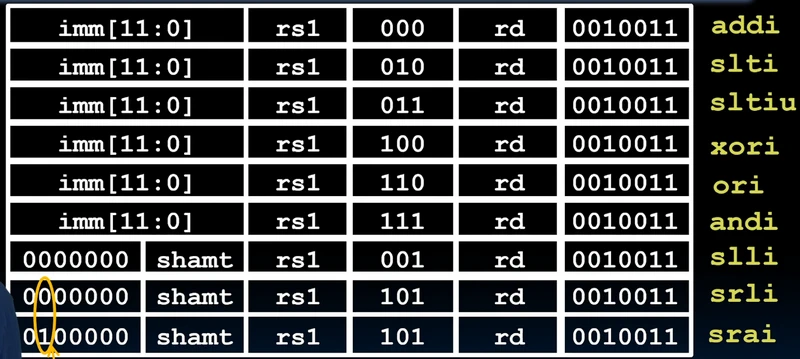 imm[11:0] rs1 000 rd 0010011 addi
imm[11:0] rs1 010 rd 0010011 slti
imm[11:0] rs1 011 rd 0010011 sltiu
imm[11:0] rs1 100 rd 0010011 xori
imm[11:0] rs1 110 rd 0010011 ori
imm[11:0] rs1 111 rd 0010011 andi
0000000 shamt rs1 001 rd 0010011 slli
0000000 shamt rs1 101 rd 0010011 srli
0100000 shamt rs1 101 rd 0010011 srai